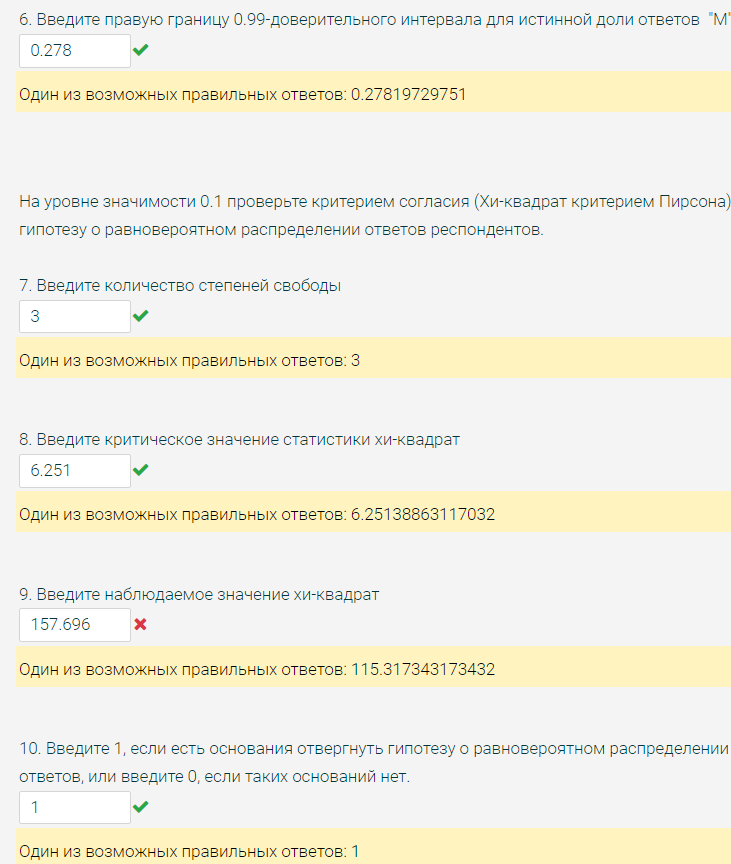 6. Введите правую границу 0.99-доверительного интервала для истинной доли ответов "М"
0.278
Один из возможных правильных ответов: 0.27819729751
На уровне значимости 0.1 проверьте критерием согласия (Хи-квадрат критерием Пирсона)
гипотезу о равновероятном распределении ответов респондентов.
7. Введите количество степеней свободы
3
Один из возможных правильных ответов: 3
8. Введите критическое значение статистики хи-квадрат
6.251
Один из возможных правильных ответов: 6.25138863117032
9. Введите наблюдаемое значение хи-квадрат
157.696
Один из возможных правильных ответов: 115.317343173432
10. Введите 1, если есть основания отвергнуть гипотезу о равновероятном распределении
ответов, или введите 0, если таких оснований нет.
1
Один из возможных правильных ответов: 1